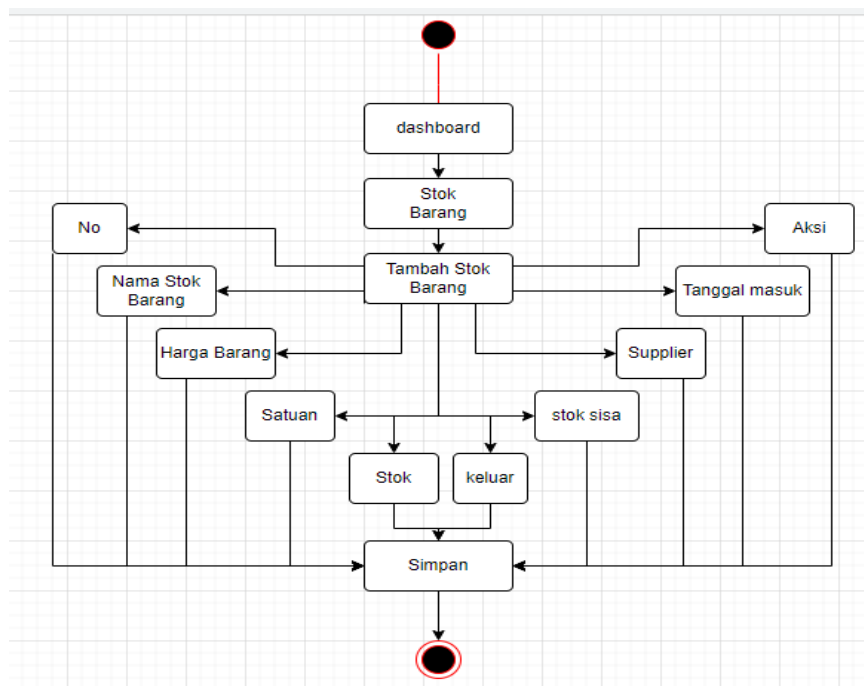 dashboard
Stok
Barang
No
Aksi
Tambah Stok
Barang
Nama Stok
Barang
Tanggal masuk
Harga Barang
Supplier
Satuan
stok sisa
Stok
keluar
Simpan